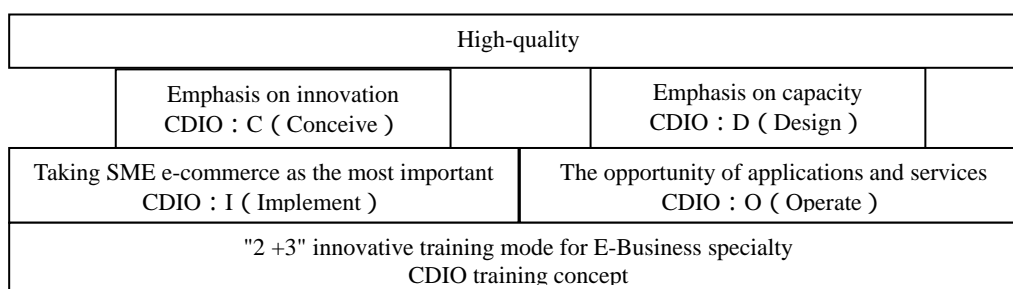 High-quality
Emphasis on innovation
CDIO：C（Conceive）
Emphasis on capacity
CDIO：D（Design）
Taking SME e-commerce as the most important
CDIO：I（Implement）
The opportunity of applications and services
CDIO：O（Operate）
"2 +3" innovative training mode for E-Business specialty
CDIO training concept